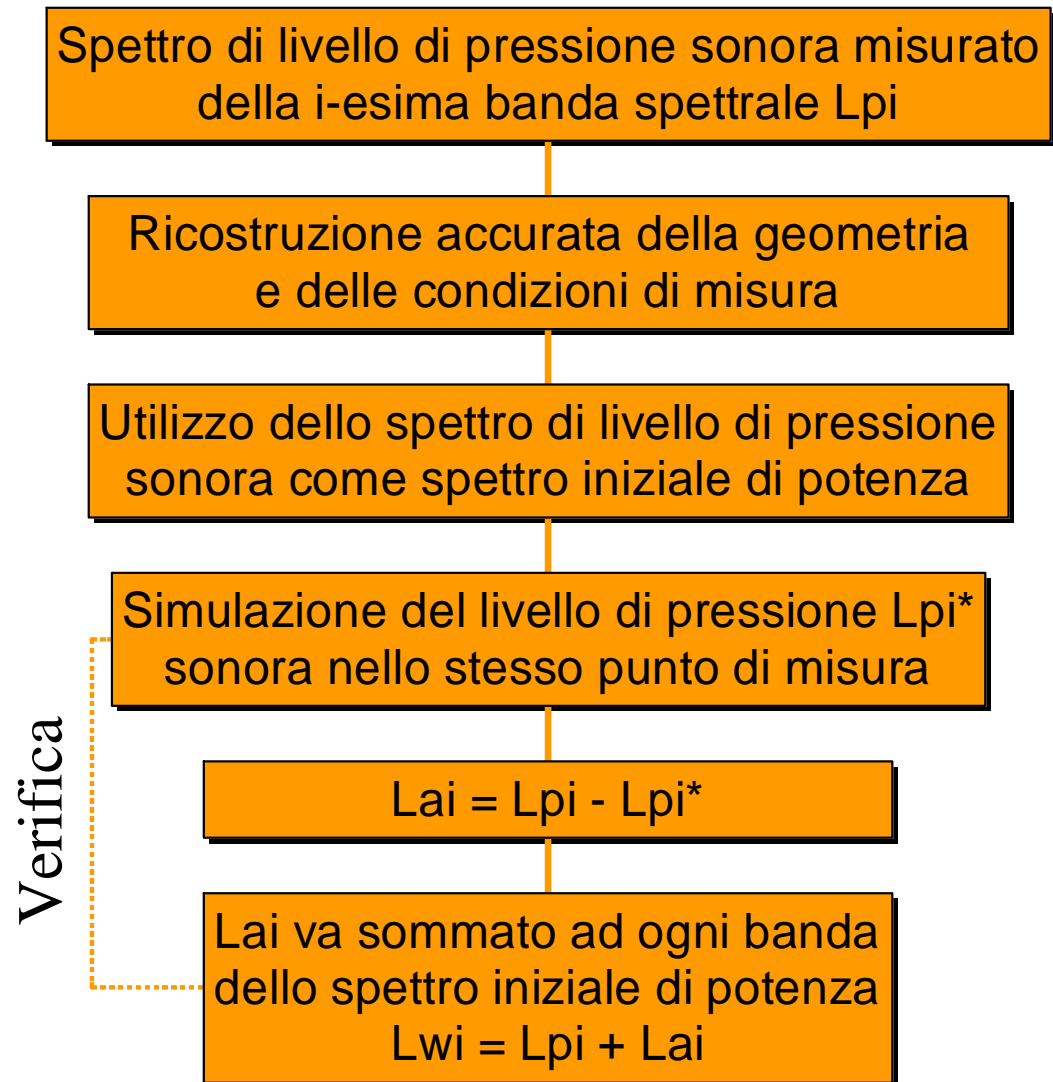 Spettro di livello di pressione sonora misurato
della i-esima banda spettrale Lpi
Ricostruzione accurata della geometria
e delle condizioni di misura
Utilizzo dello spettro di livello di pressione
sonora come spettro iniziale di potenza
Simulazione del livello di pressione Lpi*
sonora nello stesso punto di misura
Verifica
Lai = Lpi - Lpi*
Lai va sommato ad ogni banda
dello spettro iniziale di potenza
Lwi = Lpi + Lai